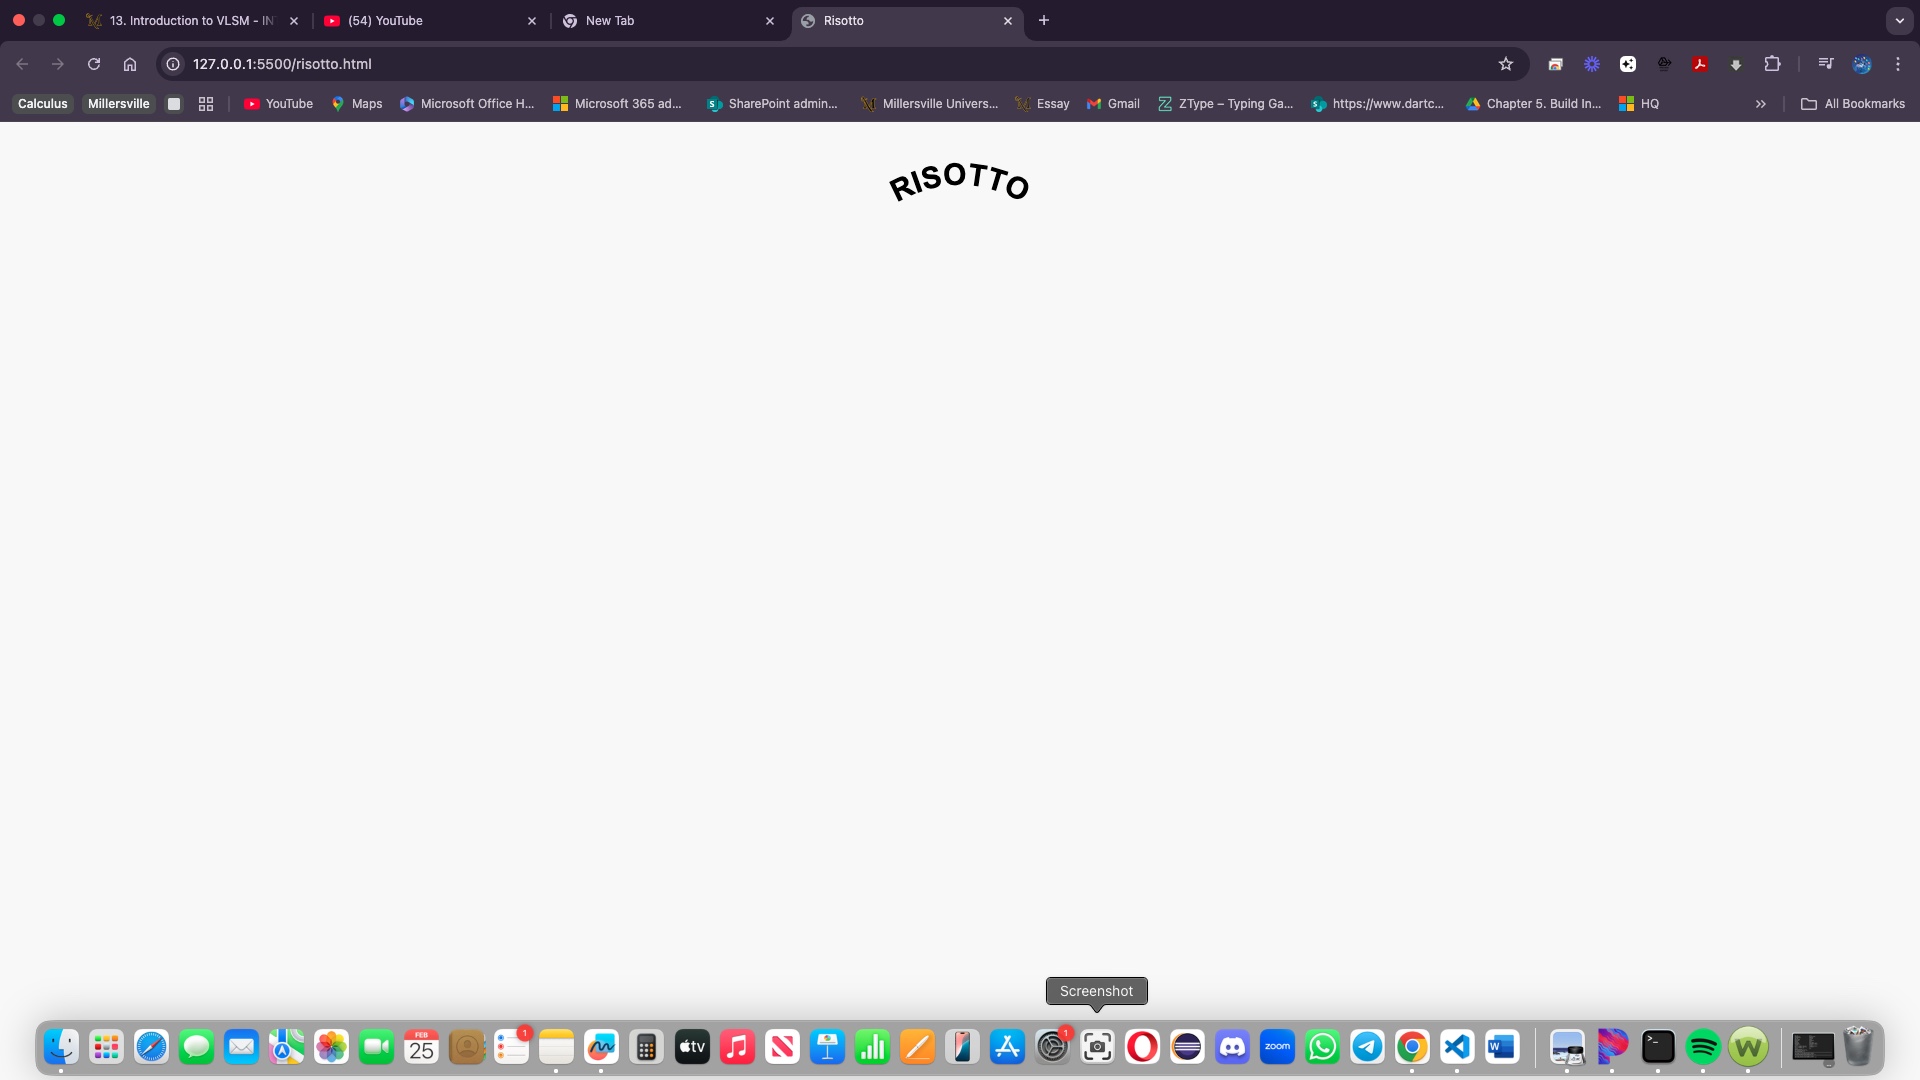 13. Introduction to VLSM - IN
(54) YouTube
New Tab
Risotto
127.0.0.1:5500/risotto.html
Calculus
Millersville
YouTube
Maps
Microsoft Office H...
Microsoft 365 ad...
SharePoint admin...
Millersville Univers...
Essay
Gmail
ZType – Typing Ga...
https://www.dartc...
Chapter 5. Build In...
HQ
All Bookmarks
RISOTTO
Screenshot
FEB
25
1
tv
1
zoom